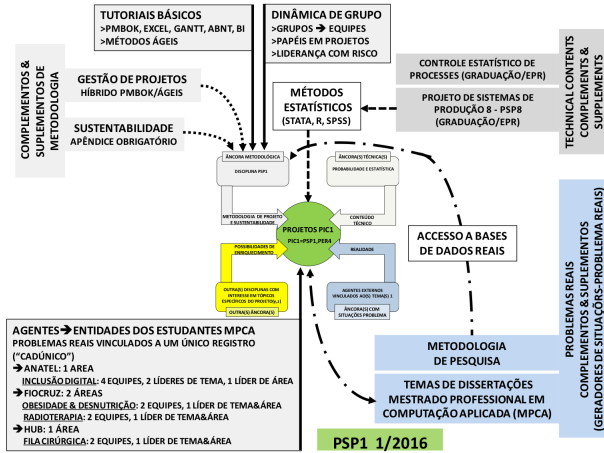 TUTORIAIS BÁSICOS
>PMBOK, EXCEL, GANTT, ABNT, BI
>MÉTODOS ÁGEIS
DINÂMICA DE GRUPO
>GRUPOS → EQUIPES
>PAPÉIS EM PROJETOS
>LIDERANÇA COM RISCO
COMPLEMENTOS &
SUPLEMENTOS DE
METODOLOGIA
GESTÃO DE PROJETOS
HÍBRIDO PMBOK/ÁGEIS
SUSTENTABILIDADE
APÊNDICE OBRIGATÓRIO
MÉTODOS
ESTATÍSTICOS
(STATA, R, SPSS)
CONTROLE ESTATÍSTICO DE
PROCESSES (GRADUAÇÃO/EPR)
PROJETO DE SISTEMAS DE
PRODUÇÃO 8 - PSP8
(GRADUAÇÃO/EPR)
TECHNICAL CONTENTS
COMPLEMENTS &
SUPPLEMENTS
ÂNCORA METODOLÓGICA
DISCIPLINA PSP1
ÂNCORA(S) TÉCNICA(S)
PROBABILIDADE E ESTATÍSTICA
METODOLOGIA DE PROJETO
E SUSTENTABILIDADE
CONTEÚDO
TÉCNICO
PROJETOS PIC1
PIC1=PSP1,PER4
POSSIBILIDADES DE
ENRIQUECIMENTO
REALIDADE
OUTRA(S) DISCIPLINAS COM
INTERESSE EM TÓPICOS
ESPECÍFICOS DO PROJETO(y,z)
OUTRA(S) ÂNCORA(S)
AGENTES EXTERNOS
VINCULADOS AO(S) TEMA(S) 1
ÂNCORA(S) COM
SITUAÇÕES PROBLEMA
ACCESSO A BASES
DE DADOS REAIS
METODOLOGIA
DE PESQUISA
TEMAS DE DISSERTAÇÕES
MESTRADO PROFESSIONAL EM
COMPUTAÇÃO APLICADA (MPCA)
PROBLEMAS REAIS
COMPLEMENTOS & SUPLEMENTOS
(GERADORES DE SITUAÇÕRS-PROBLLEMA REAIS)
AGENTES→ENTIDADES DOS ESTUDANTES MPCA
PROBLEMAS REAIS VINCULADOS A UM ÚNICO REGISTRO
("CADÚNICO")
→ANATEL: 1 AREA
INCLUSÃO DIGITAL: 4 EQUIPES, 2 LÍDERES DE TEMA, 1 LÍDER DE ÁREA
→FIOCRUZ: 2 ÁREAS
OBESIDADE & DESNUTRIÇÃO: 2 EQUIPES, 1 LÍDER DE TEMA&ÁREA
RADIOTERAPIA: 2 EQUIPES, 1 LÍDER DE TEMA&ÁREA
→HUB: 1 ÁREA
FILA CIRÚRGICA: 2 EQUIPES, 1 LÍDER DE TEMA&ÁREA
PSP1 1/2016